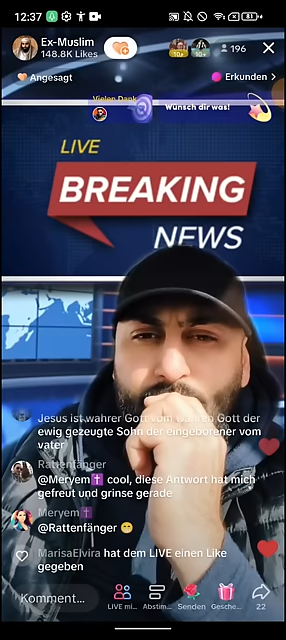 12:37
83
Ex-Muslim
148.8K Likes
10+
10+
196
Angesagt
Erkunden
Vielen Dank
Wünsch dir was!
LIVE
BREAKING
NEWS
Jesus ist wahrer Gott vom wahren Gott der
ewig gezeugte Sohn der eingeborener vom
vater
Rattenfänger
@Meryem✝️ cool, diese Antwort hat mich
gefreut und grinse gerade
Meryem✝️
@Rattenfänger 😁
MarisaElvira hat dem LIVE einen Like
gegeben
Komment...
LIVE mi...
Abstim...
Senden
Gesche...
22